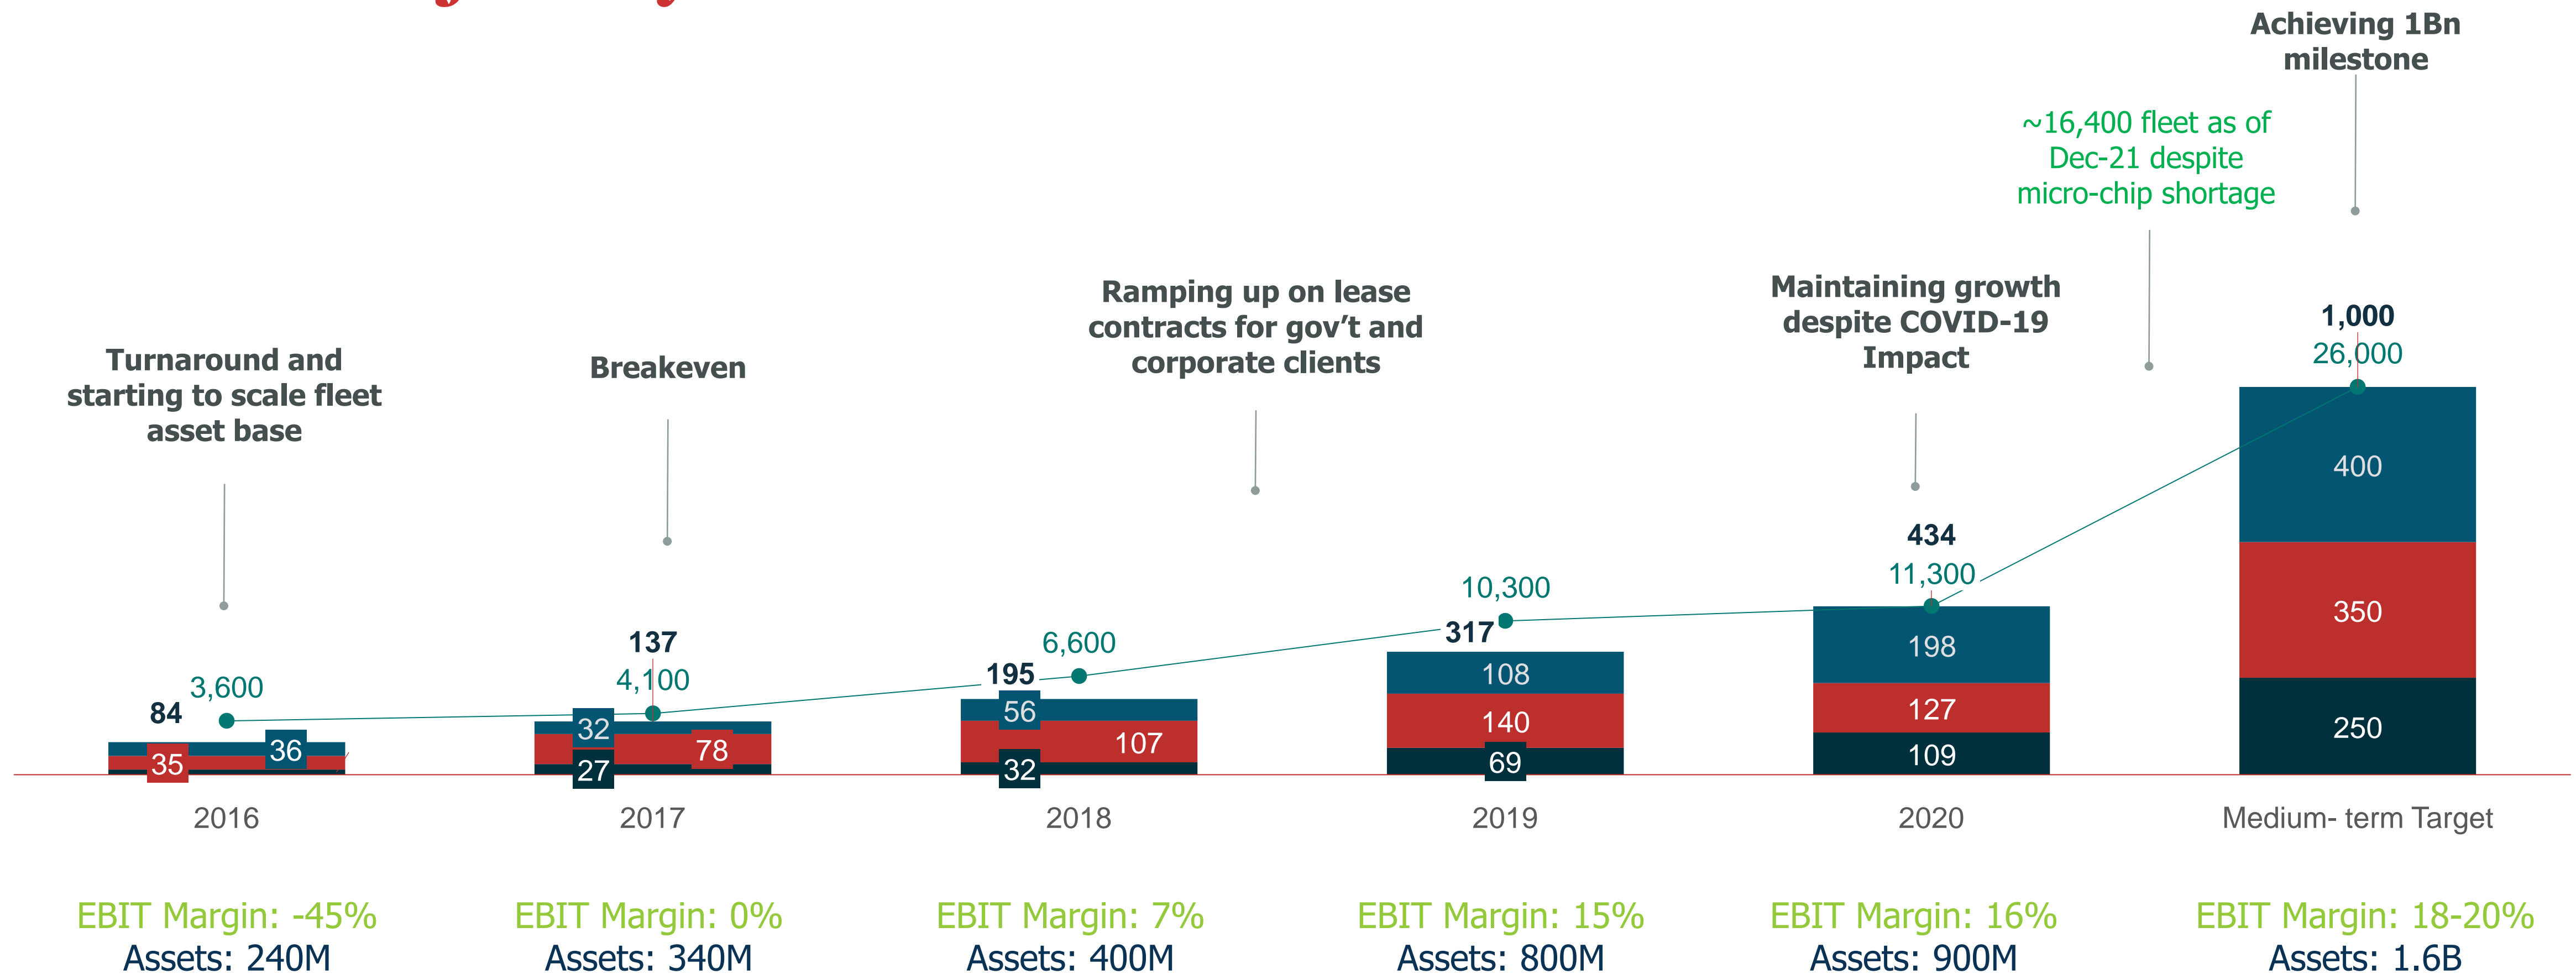 Achieving 1Bn
milestone
~16,400 fleet as of
Dec-21 despite
micro-chip shortage
Turnaround and
starting to scale fleet
asset base
Breakeven
Ramping up on lease
contracts for gov't and
corporate clients
Maintaining growth
despite COVID-19
Impact
84
3,600
36
35
137
4,100
32
78
27
195
6,600
56
107
32
317
10,300
108
140
69
434
11,300
198
127
109
1,000
26,000
400
350
250
2016
2017
2018
2019
2020
Medium- term Target
EBIT Margin: -45%
Assets: 240M
EBIT Margin: 0%
Assets: 340M
EBIT Margin: 7%
Assets: 400M
EBIT Margin: 15%
Assets: 800M
EBIT Margin: 16%
Assets: 900M
EBIT Margin: 18-20%
Assets: 1.6B